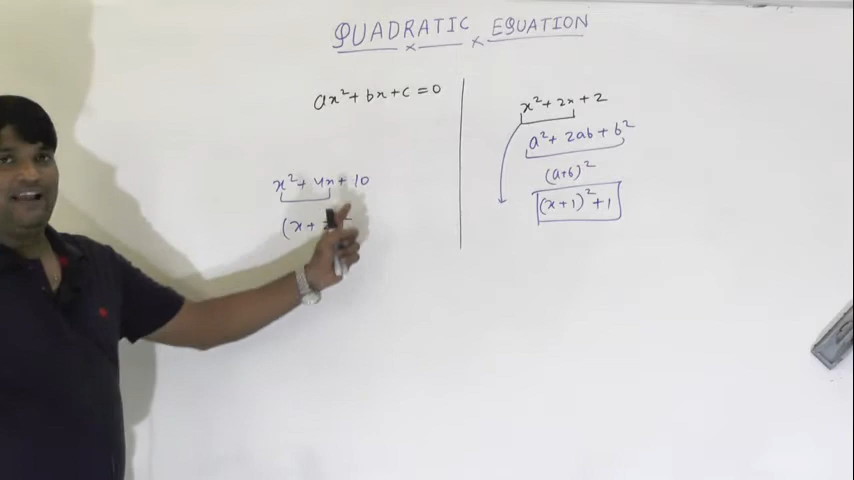 QUADRATIC EQUATION
ax² + bx + c = 0
x² + 4x + 10
(x +
x² + 2x + 2
a² + 2ab + b²
(a+b)²
(x+1)² + 1